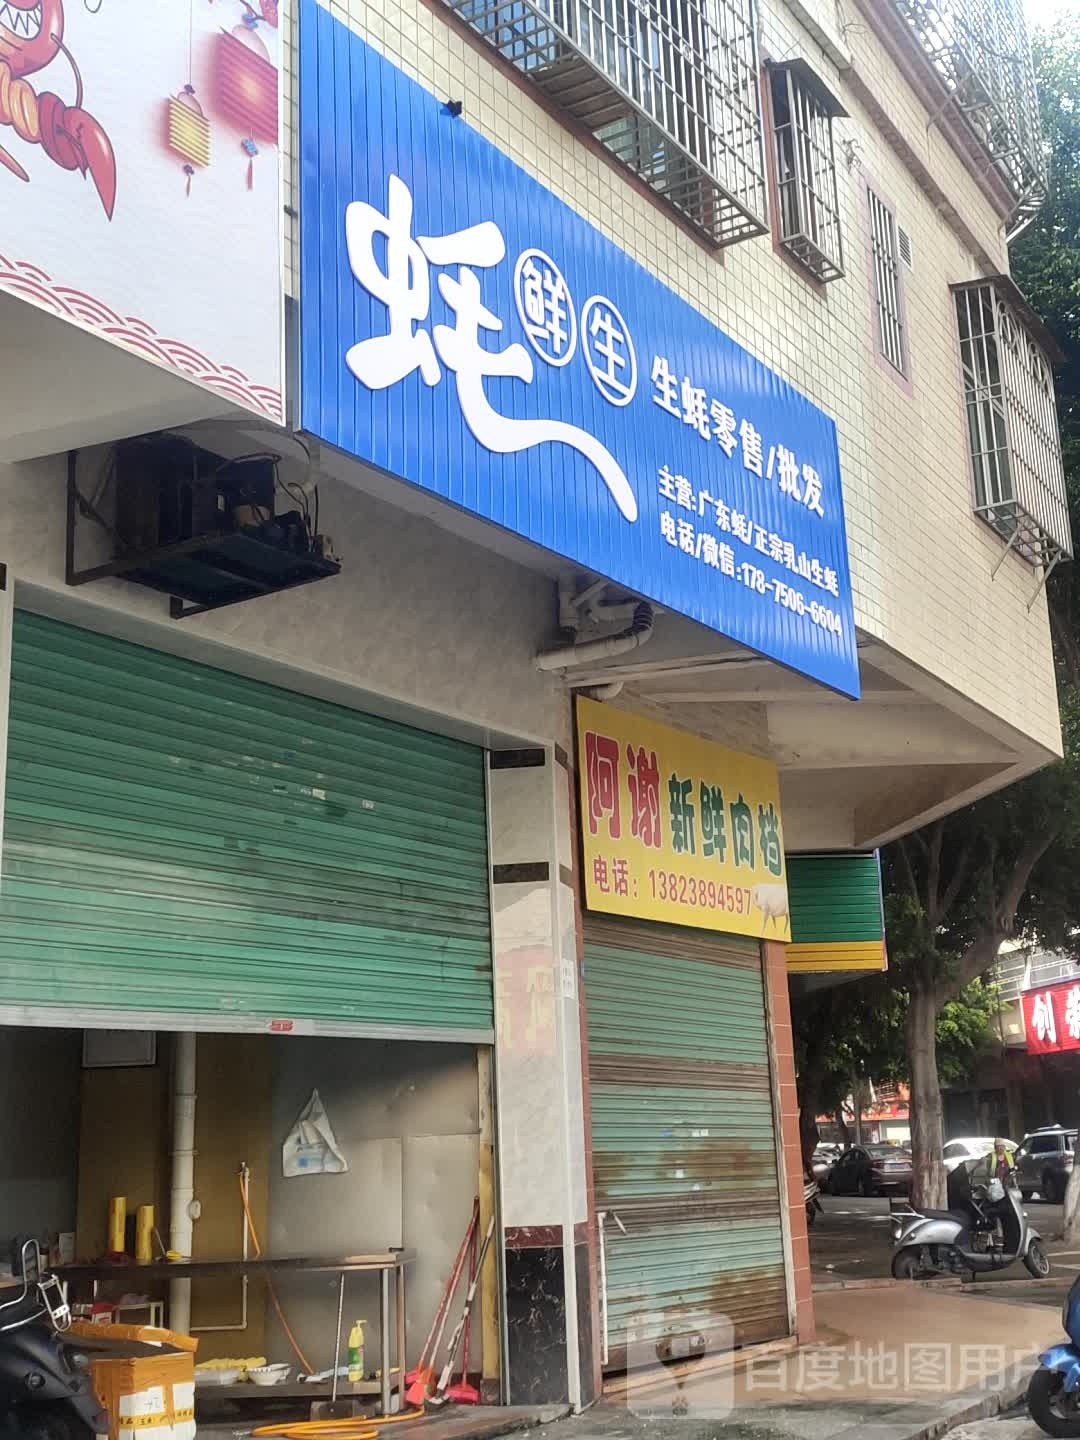 蚝鲜生
生蚝零售/批发
主营:广东蚝/正宗乳山生蚝
电话/微信:178-7506-6604
阿谢新鲜肉档
电话: 13823894597
创
百度地图用户